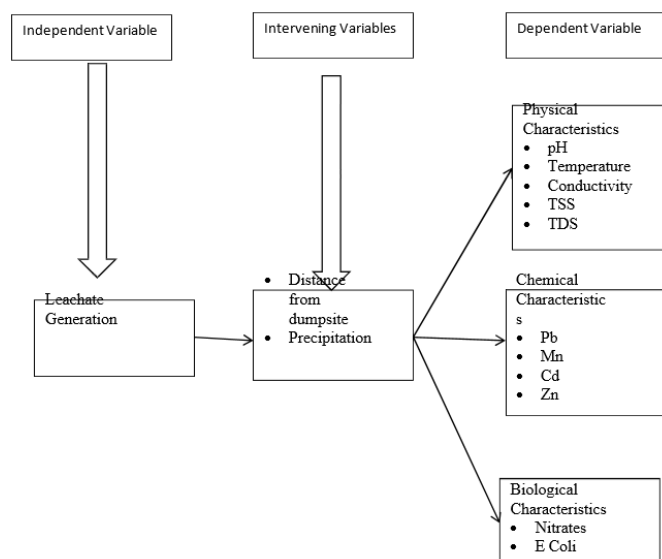 Independent Variable
Intervening Variables
Dependent Variable
Physical
Characteristics
• pH
• Temperature
• Conductivity
• TSS
• TDS
Leachate
Generation
• Distance
from
dumpsite
• Precipitation
Chemical
Characteristic
s
• Pb
• Mn
• Cd
• Zn
Biological
Characteristics
• Nitrates
• E Coli